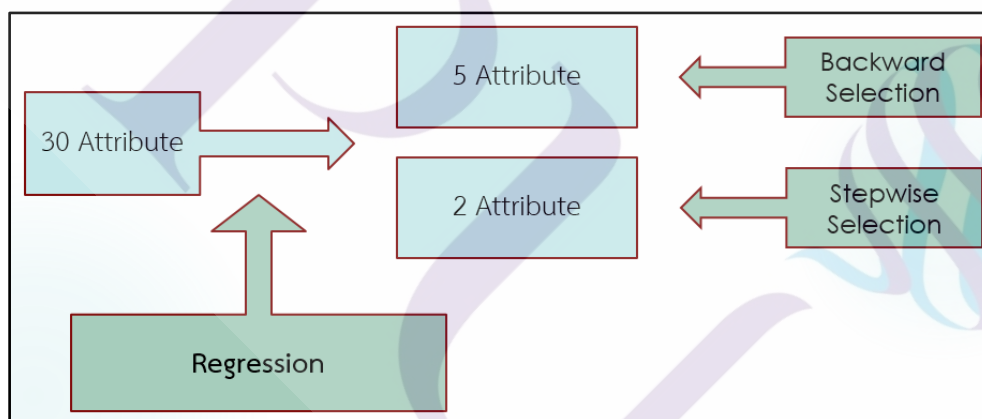 5 Attribute
Backward
Selection
30 Attribute
2 Attribute
Stepwise
Selection
Regression